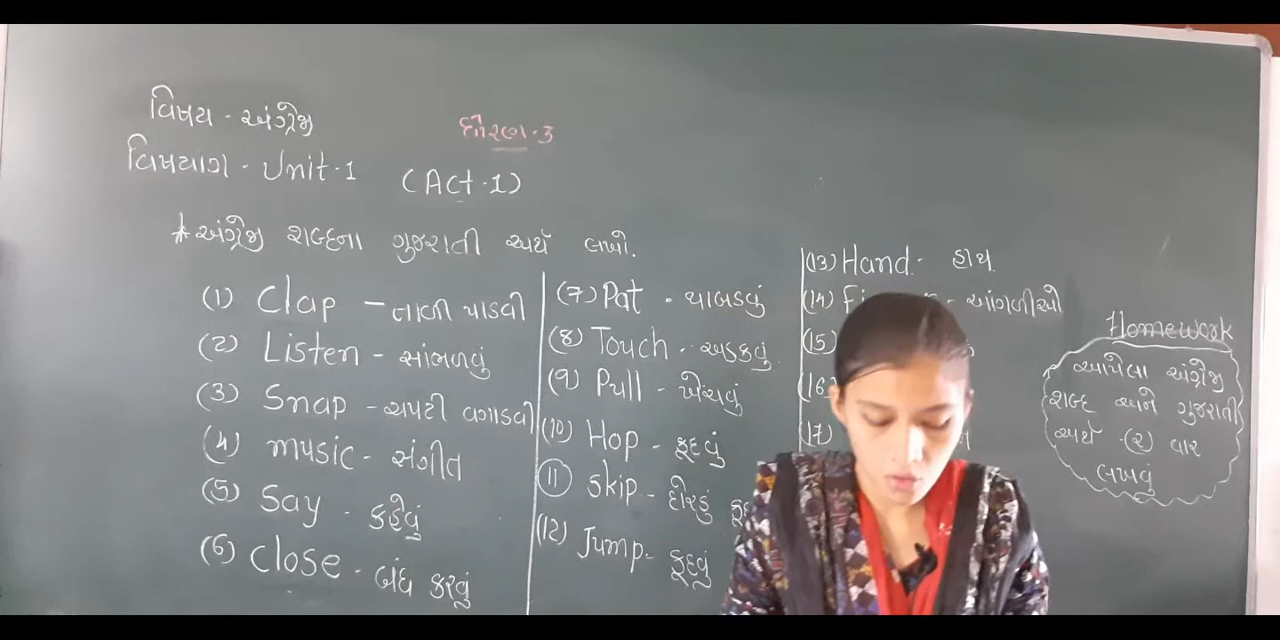 વિષય - અંગ્રેજી
ધોરણ - 3
વિષયાંગ - Unit - 1 (Act - 1)
* અંગ્રેજી શબ્દના ગુજરાતી અર્થ લખો.
(1) Clap - તાળી પાડવી
(2) Listen - સાંભળવું
(3) Snap - ચપટી વગાડવી
(4) music - સંગીત
(5) Say - કહેવું
(6) close - બંધ કરવું
(7) Pat - થાબડવું
(8) Touch - અડકવું
(9) Pull - ખેંચવું
(10) Hop - કૂદવું
(11) Skip - દોરડું
(12) Jump - કૂદવું
(13) Hand - હાથ
(14) - આંગળીઓ
(15)
(16)
(17)
Homework
આપેલા અંગ્રેજી
શબ્દ અને ગુજરાતી
અર્થ - (૨) વાર
લખવું